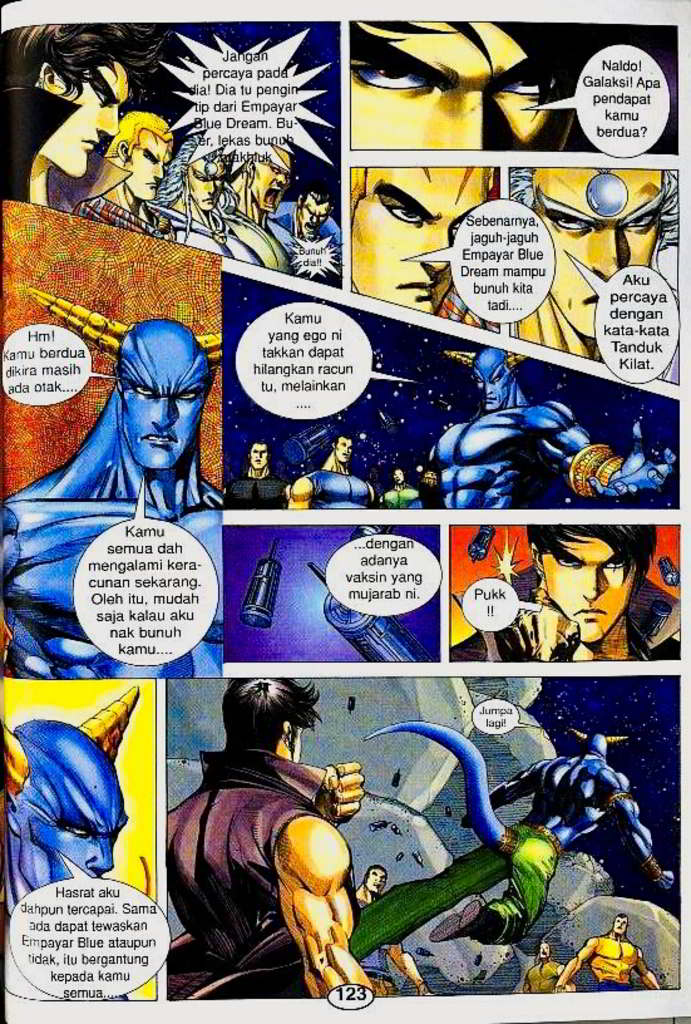 Jangan
percaya pada
dia! Dia tu pengin
tip dari Empayar
Blue Dream. Bu-
er, lekas bunuh
makhluk
Bunuh
dia!!
Naldo!
Galaksi! Apa
pendapat
kamu
berdua?
Sebenarnya,
jaguh-jaguh
Empayar Blue
Dream mampu
bunuh kita
tadi....
Aku
percaya
dengan
kata-kata
Tanduk
Kilat.
Hm!
Kamu berdua
dikira masih
ada otak....
Kamu
yang ego ni
takkan dapat
hilangkan racun
tu, melainkan
....
Kamu
semua dah
mengalami kera-
cunan sekarang.
Oleh itu, mudah
saja kalau aku
nak bunuh
kamu....
...dengan
adanya
vaksin yang
mujarab ni.
Pukk
!!
Hasrat aku
dahpun tercapai. Sama
ada dapat tewaskan
Empayar Blue ataupun
tidak, itu bergantung
kepada kamu
semua....
Jumpa
lagi!
123